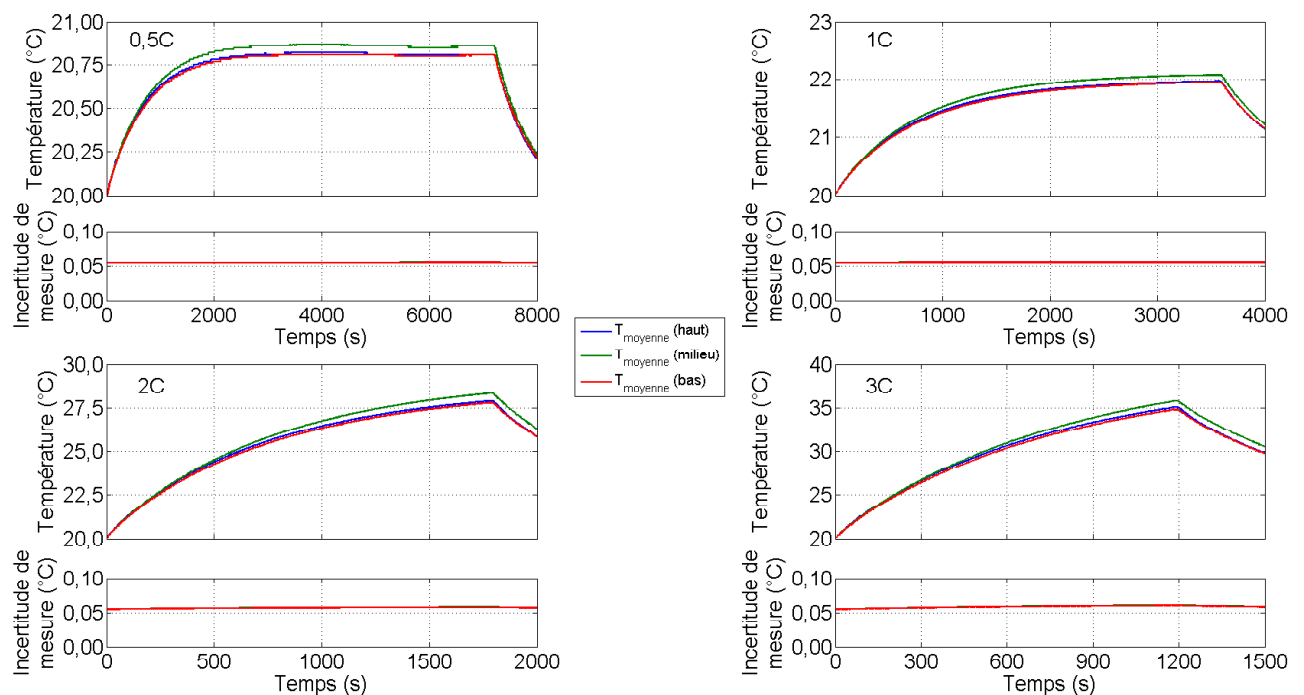 0,5C
Température (°C)
21,00
20,75
20,50
20,25
20,00
Incertitude de
mesure (°C)
0,10
0,05
0,00
0 2000 4000 6000 8000
Temps (s)
1C
Température (°C)
23
22
21
20
Incertitude de
mesure (°C)
0,10
0,05
0,00
0 1000 2000 3000 4000
Temps (s)
T moyenne (haut)
T moyenne (milieu)
T moyenne (bas)
2C
Température (°C)
30,0
27,5
25,0
22,5
20,0
Incertitude de
mesure (°C)
0,10
0,05
0,00
0 500 1000 1500 2000
Temps (s)
3C
Température (°C)
40
35
30
25
20
Incertitude de
mesure (°C)
0,10
0,05
0,00
0 300 600 900 1200 1500
Temps (s)